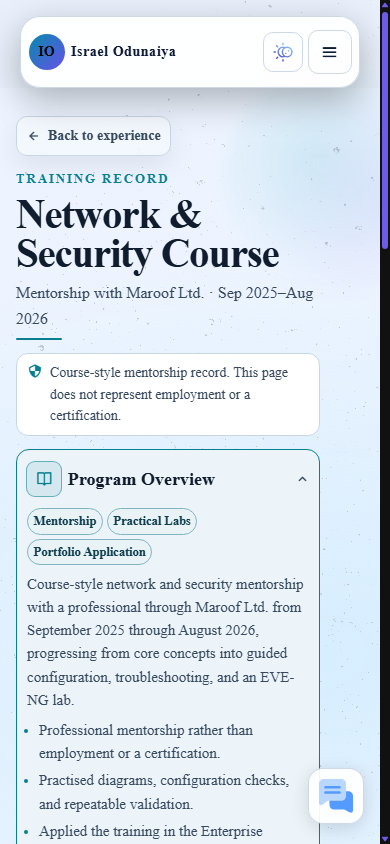 IO Israel Odunaiya
← Back to experience
TRAINING RECORD
Network &
Security Course
Mentorship with Maroof Ltd. · Sep 2025–Aug
2026
Course-style mentorship record. This page
does not represent employment or a
certification.
Program Overview
Mentorship Practical Labs
Portfolio Application
Course-style network and security mentorship
with a professional through Maroof Ltd. from
September 2025 through August 2026,
progressing from core concepts into guided
configuration, troubleshooting, and an EVE-
NG lab.
• Professional mentorship rather than
employment or a certification.
• Practised diagrams, configuration checks,
and repeatable validation.
• Applied the training in the Enterprise